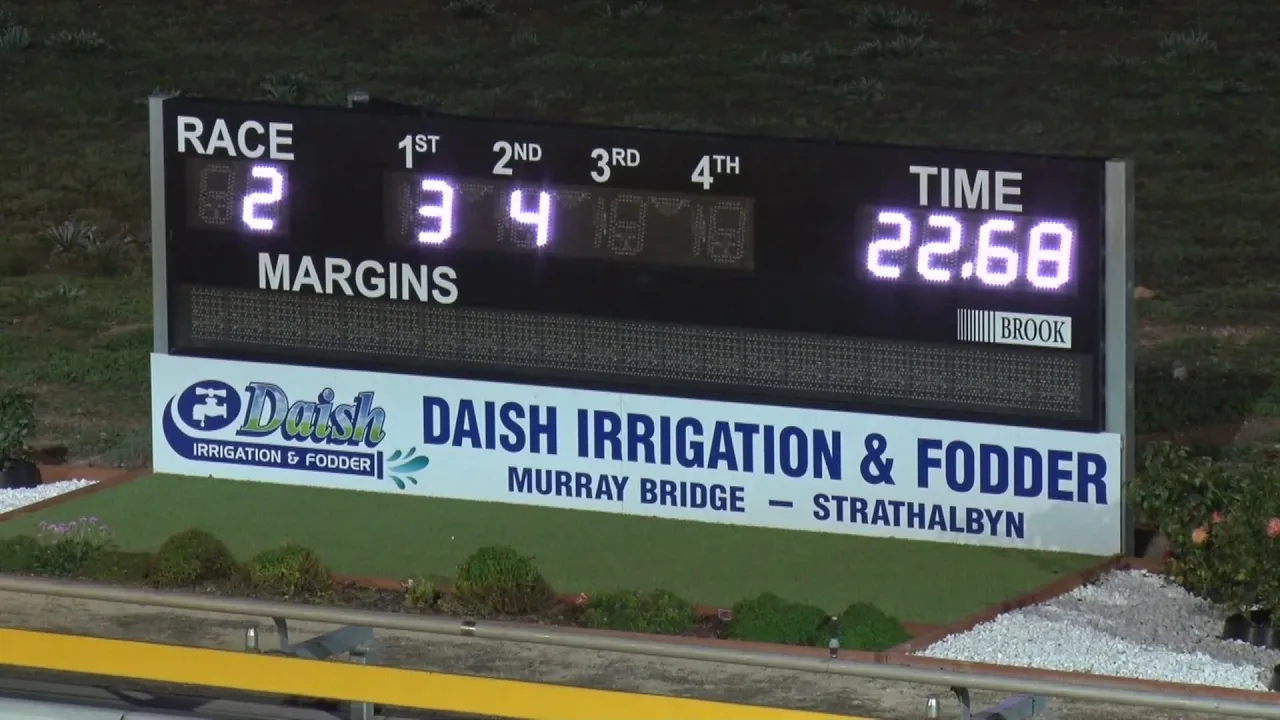 RACE 1ST 2ND 3RD 4TH TIME
2 3 4 22.68
MARGINS
BROOK
Daish
IRRIGATION & FODDER
DAISH IRRIGATION & FODDER
MURRAY BRIDGE – STRATHALBYN